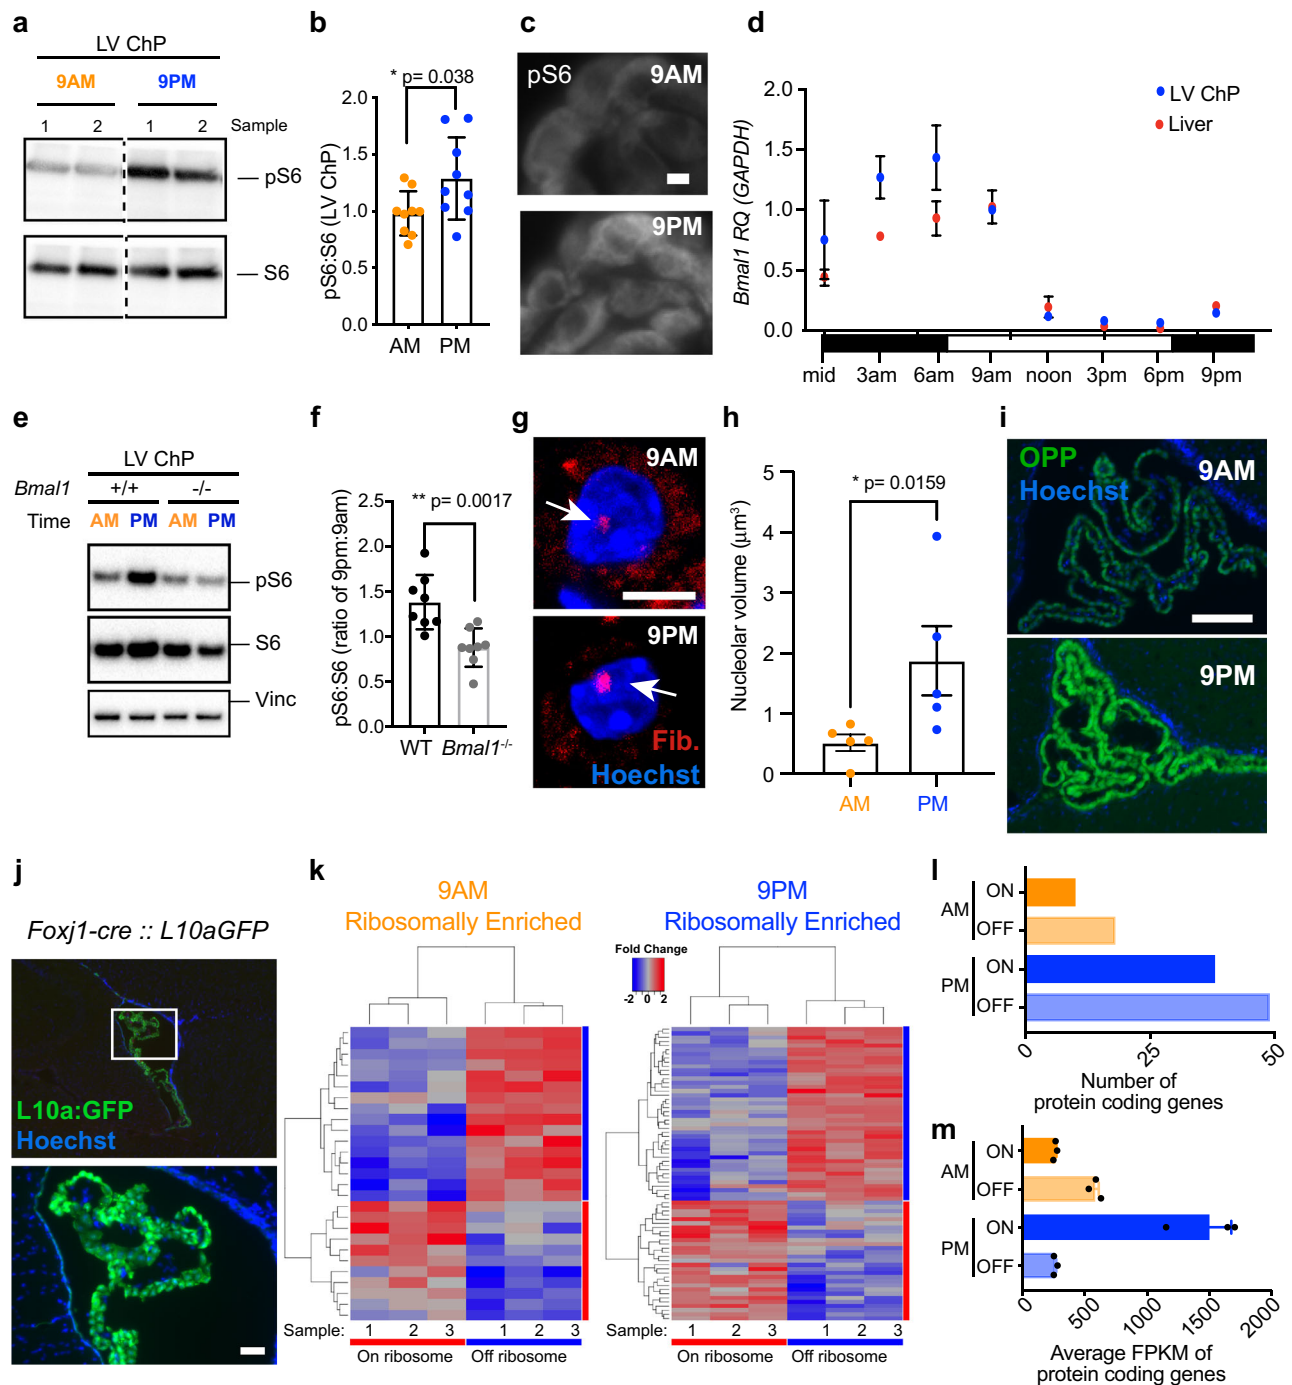 a
LV ChP
9AM 9PM
1 2 1 2 Sample
pS6
S6
b
* p= 0.038
pS6:S6 (LV ChP)
2.0
1.5
1.0
0.5
0.0
AM PM
c
pS6 9AM
9PM
d
LV ChP
Liver
Bmal1 RQ (GAPDH)
2.0
1.0
0.5
0.0
mid 3am 6am 9am noon 3pm 6pm 9pm
e
LV ChP
Bmal1 +/+ -/-
Time AM PM AM PM
pS6
S6
Vinc
f
** p= 0.0017
pS6:S6 (ratio of 9pm:9am)
2.5
2.0
1.5
1.0
0.5
0.0
WT Bmal1-/-
g
9AM
9PM
Fib.
Hoechst
h
* p= 0.0159
Nucleolar volume (μm³)
5
4
3
2
1
0
AM PM
i
OPP 9AM
Hoechst
9PM
j
Foxj1-cre :: L10aGFP
L10a:GFP
Hoechst
k
9AM
Ribosomally Enriched
9PM
Ribosomally Enriched
Fold Change
-2 0 2
Sample: 1 2 3 1 2 3
On ribosome Off ribosome
1 2 3 1 2 3
On ribosome Off ribosome
l
AM ON
OFF
PM ON
OFF
0 25 50
Number of
protein coding genes
m
AM ON
OFF
PM ON
OFF
0 500 1000 1500 2000
Average FPKM of
protein coding genes